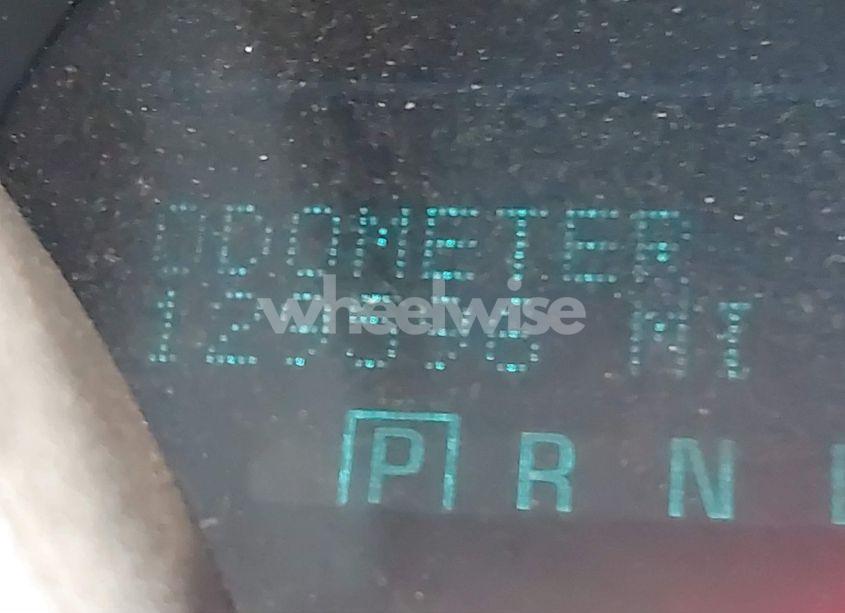 ODOMETER
wheelwise
MI
P R N